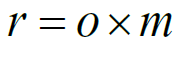 r = o × m